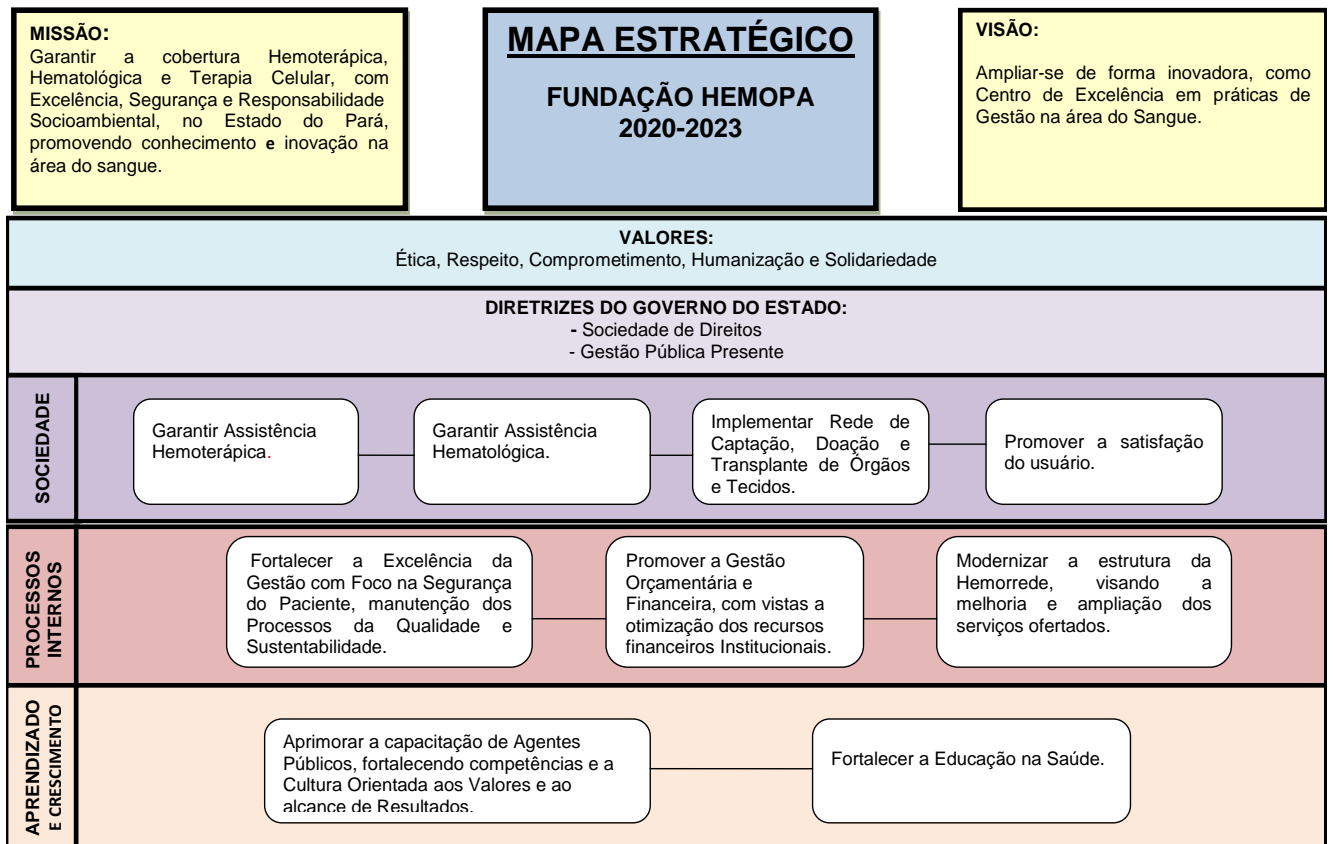 MISSÃO:
Garantir a cobertura Hemoterápica,
Hematológica e Terapia Celular, com
Excelência, Segurança e Responsabilidade
Socioambiental, no Estado do Pará,
promovendo conhecimento e inovação na
área do sangue.
MAPA ESTRATÉGICO
FUNDAÇÃO HEMOPA
2020-2023
VISÃO:
Ampliar-se de forma inovadora, como
Centro de Excelência em práticas de
Gestão na área do Sangue.
VALORES:
Ética, Respeito, Comprometimento, Humanização e Solidariedade
DIRETRIZES DO GOVERNO DO ESTADO:
- Sociedade de Direitos
- Gestão Pública Presente
SOCIEDADE
Garantir Assistência
Hemoterápica.
Garantir Assistência
Hematológica.
Implementar Rede de
Captação, Doação e
Transplante de Órgãos
e Tecidos.
Promover a satisfação
do usuário.
PROCESSOS
INTERNOS
Fortalecer a Excelência da
Gestão com Foco na Segurança
do Paciente, manutenção dos
Processos da Qualidade e
Sustentabilidade.
Promover a Gestão
Orçamentária e
Financeira, com vistas a
otimização dos recursos
financeiros Institucionais.
Modernizar a estrutura da
Hemorrede, visando a
melhoria e ampliação dos
serviços ofertados.
APRENDIZADO
E CRESCIMENTO
Aprimorar a capacitação de Agentes
Públicos, fortalecendo competências e a
Cultura Orientada aos Valores e ao
alcance de Resultados.
Fortalecer a Educação na Saúde.